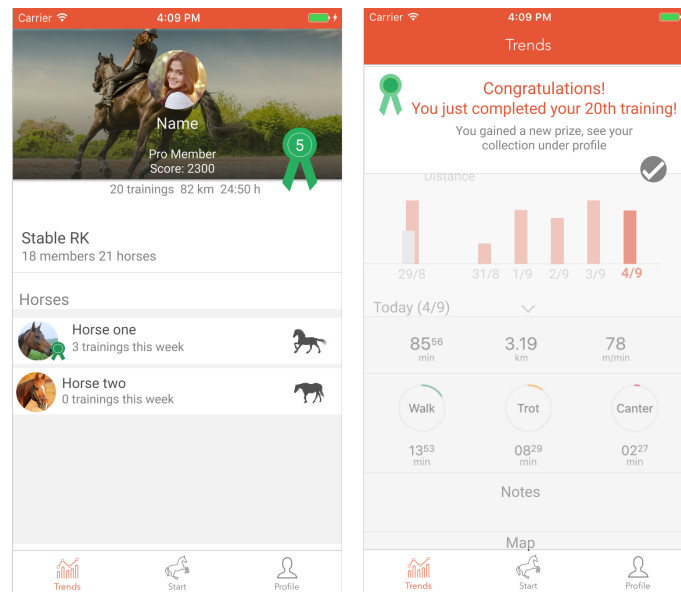 Carrier 4:09 PM
Name
Pro Member
Score: 2300
5
20 trainings 82 km 24:50 h
Stable RK
18 members 21 horses
Horses
Horse one
3 trainings this week
Horse two
0 trainings this week
Trends Start Profile
Carrier 4:09 PM
Trends
Congratulations!
You just completed your 20th training!
You gained a new prize, see your
collection under profile
Distance
29/8 31/8 1/9 2/9 3/9 4/9
Today (4/9)
85⁵⁶ 3.19 78
min km m/min
Walk Trot Canter
13⁵³ 08²⁹ 02²⁷
min min min
Notes
Map
Trends Start Profile